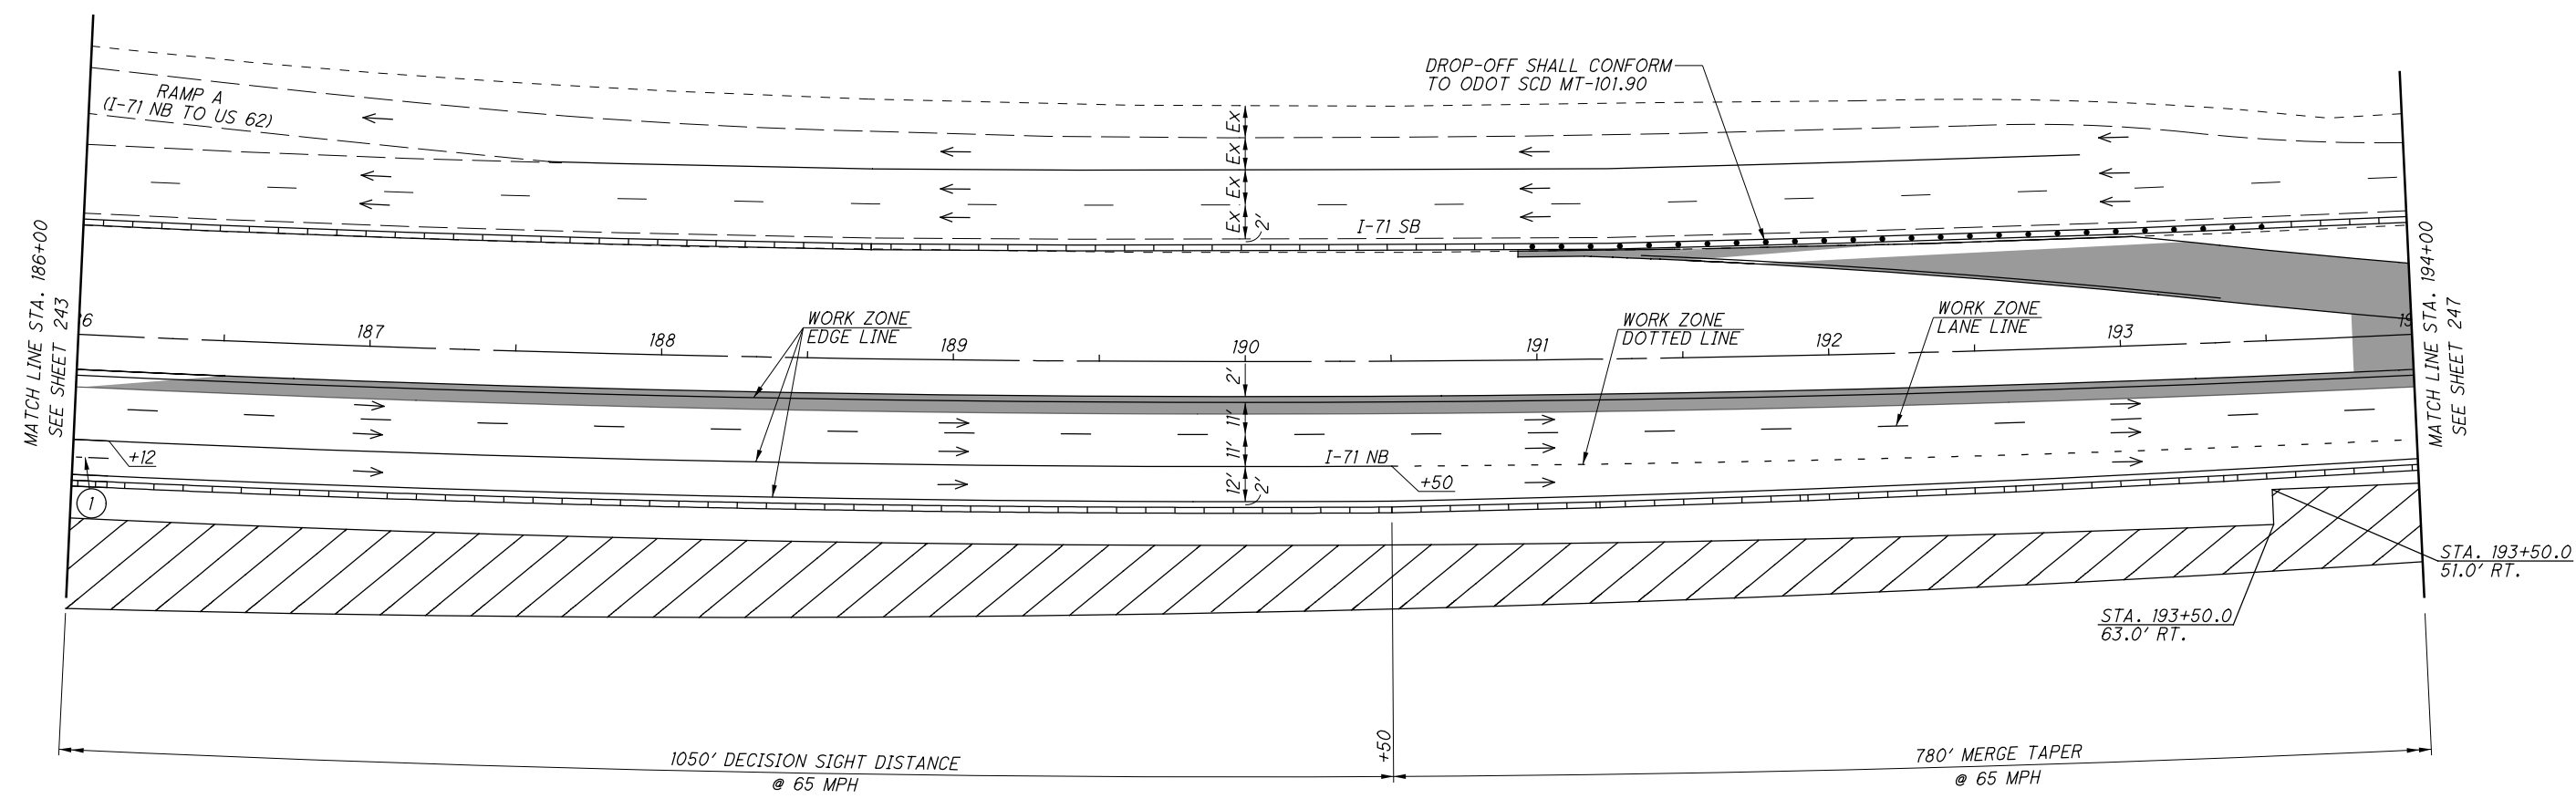 DROP-OFF SHALL CONFORM
TO ODOT SCD MT-101.90
RAMP A
(I-71 NB TO US 62)
Ex
Ex
Ex
Ex
2'
I-71 SB
MATCH LINE STA. 186+00
SEE SHEET 243
MATCH LINE STA. 194+00
SEE SHEET 247
WORK ZONE
EDGE LINE
WORK ZONE
DOTTED LINE
WORK ZONE
LANE LINE
187
188
189
190
191
192
193
2'
11'
11'
12'
2'
+12
1
I-71 NB
+50
STA. 193+50.0
51.0' RT.
STA. 193+50.0
63.0' RT.
+50
1050' DECISION SIGHT DISTANCE
@ 65 MPH
780' MERGE TAPER
@ 65 MPH